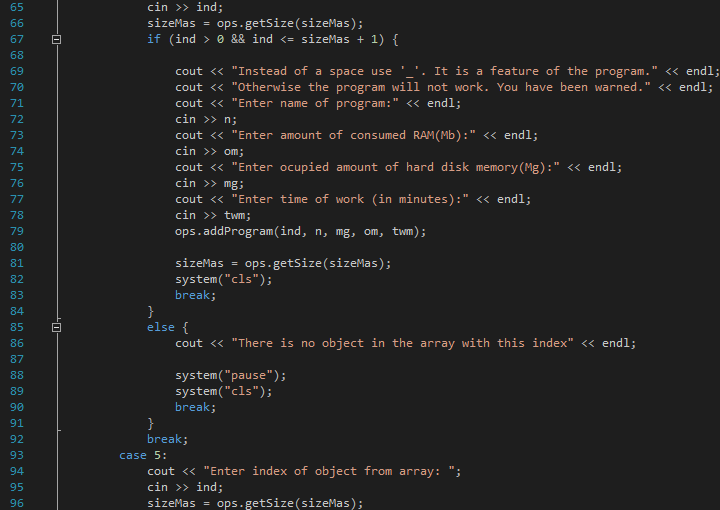 65 cin >> ind;
66 sizeMas = ops.getSize(sizeMas);
67 if (ind > 0 && ind <= sizeMas + 1) {
68
69 cout << "Instead of a space use '_'. It is a feature of the program." << endl;
70 cout << "Otherwise the program will not work. You have been warned." << endl;
71 cout << "Enter name of program:" << endl;
72 cin >> n;
73 cout << "Enter amount of consumed RAM(Mb):" << endl;
74 cin >> om;
75 cout << "Enter ocupied amount of hard disk memory(Mg):" << endl;
76 cin >> mg;
77 cout << "Enter time of work (in minutes):" << endl;
78 cin >> twm;
79 ops.addProgram(ind, n, mg, om, twm);
80
81 sizeMas = ops.getSize(sizeMas);
82 system("cls");
83 break;
84 }
85 else {
86 cout << "There is no object in the array with this index" << endl;
87
88 system("pause");
89 system("cls");
90 break;
91 }
92 break;
93 case 5:
94 cout << "Enter index of object from array: ";
95 cin >> ind;
96 sizeMas = ops.getSize(sizeMas);